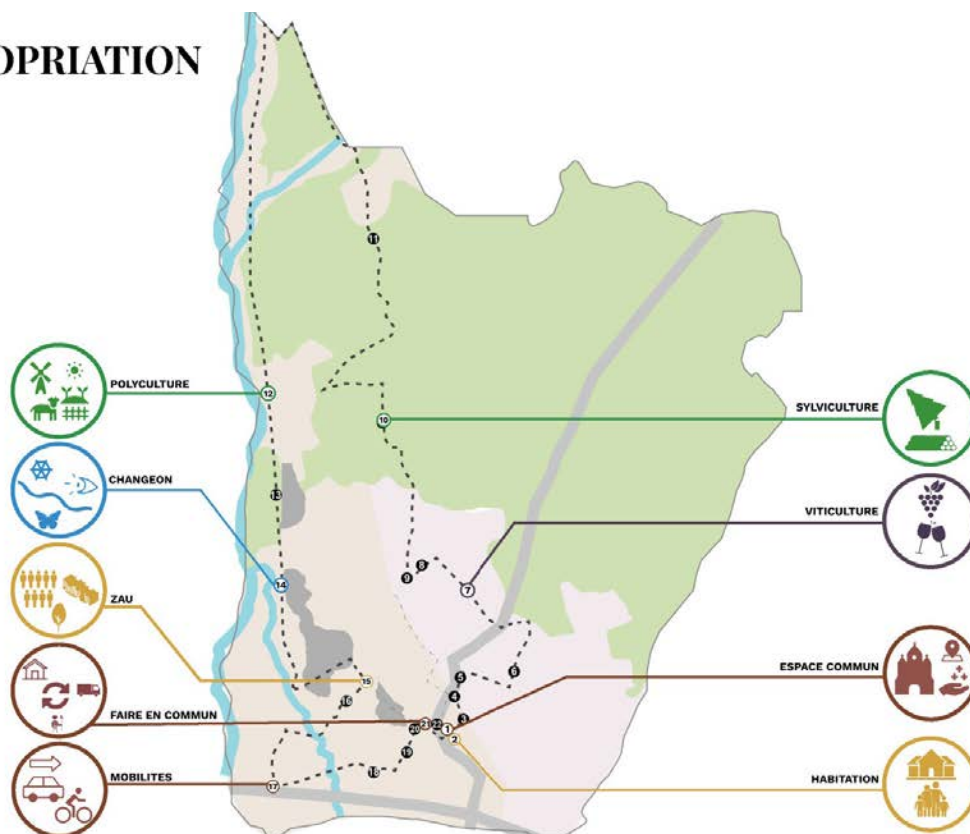 OPRIATION
11
POLYCULTURE
12
10
SYLVICULTURE
CHANGEON
13
VITICULTURE
14
9
8
7
ZAU
15
16
5
6
4
ESPACE COMMUN
FAIRE EN COMMUN
20
21
22
1
3
2
19
18
MOBILITES
17
HABITATION